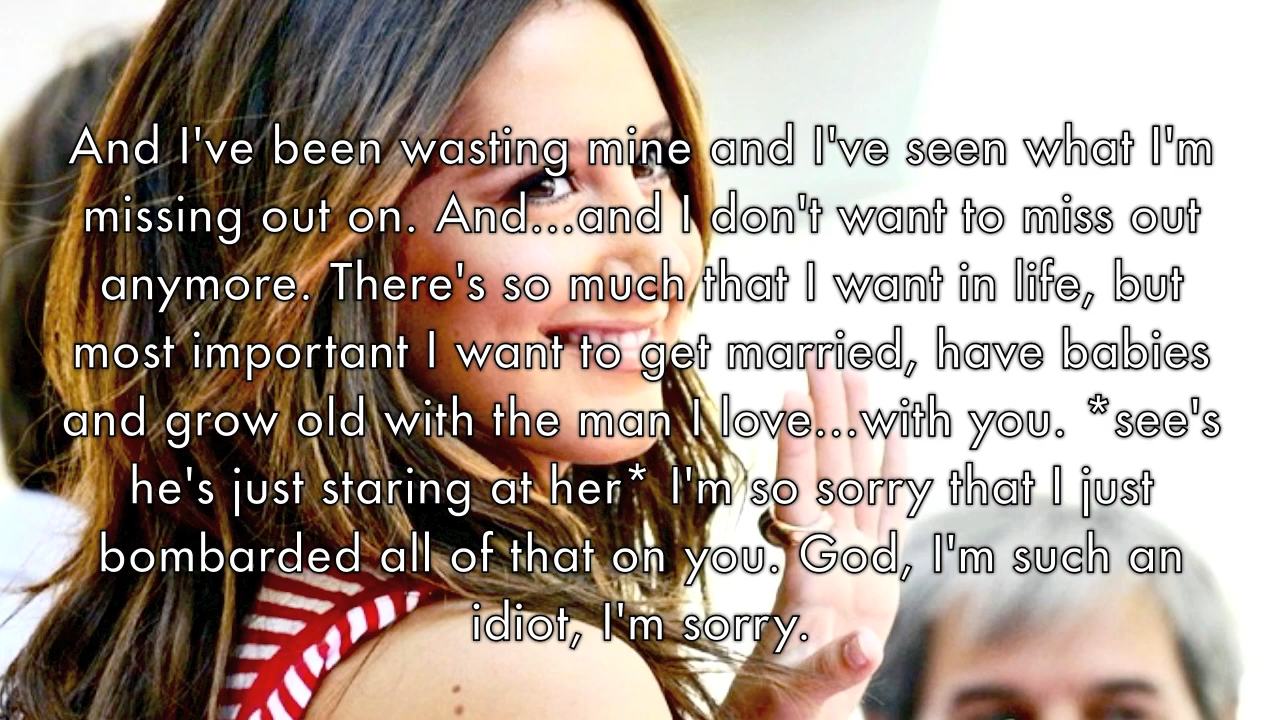 And I've been wasting mine and I've seen what I'm
missing out on. And...and I don't want to miss out
anymore. There's so much that I want in life, but
most important I want to get married, have babies
and grow old with the man I love...with you. *see's
he's just staring at her* I'm so sorry that I just
bombarded all of that on you. God, I'm such an
idiot, I'm sorry.